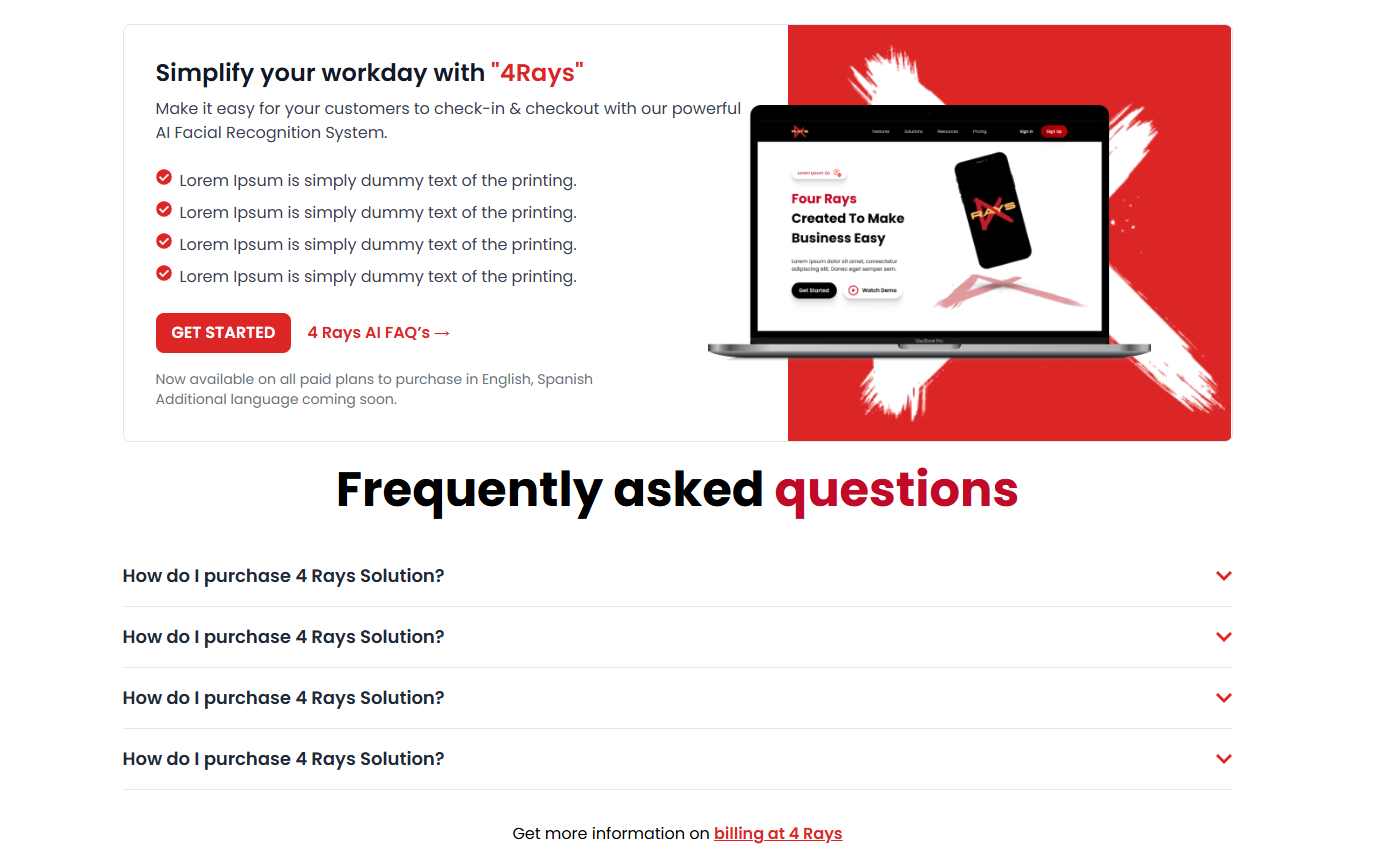 Simplify your workday with "4Rays"
Make it easy for your customers to check-in & checkout with our powerful
AI Facial Recognition System.
Lorem Ipsum is simply dummy text of the printing.
Lorem Ipsum is simply dummy text of the printing.
Lorem Ipsum is simply dummy text of the printing.
Lorem Ipsum is simply dummy text of the printing.
GET STARTED
4 Rays AI FAQ’s →
Now available on all paid plans to purchase in English, Spanish
Additional language coming soon.
RAYS
Features
Solutions
Resources
Pricing
Sign In
Sign Up
Lorem Ipsum Do
Four Rays
Created To Make
Business Easy
Lorem ipsum dolor sit amet, consectetur
adipiscing elit. Donec eget semper sem.
Get Started
Watch Demo
RAYS
MacBook Pro
Frequently asked questions
How do I purchase 4 Rays Solution?
How do I purchase 4 Rays Solution?
How do I purchase 4 Rays Solution?
How do I purchase 4 Rays Solution?
Get more information on billing at 4 Rays